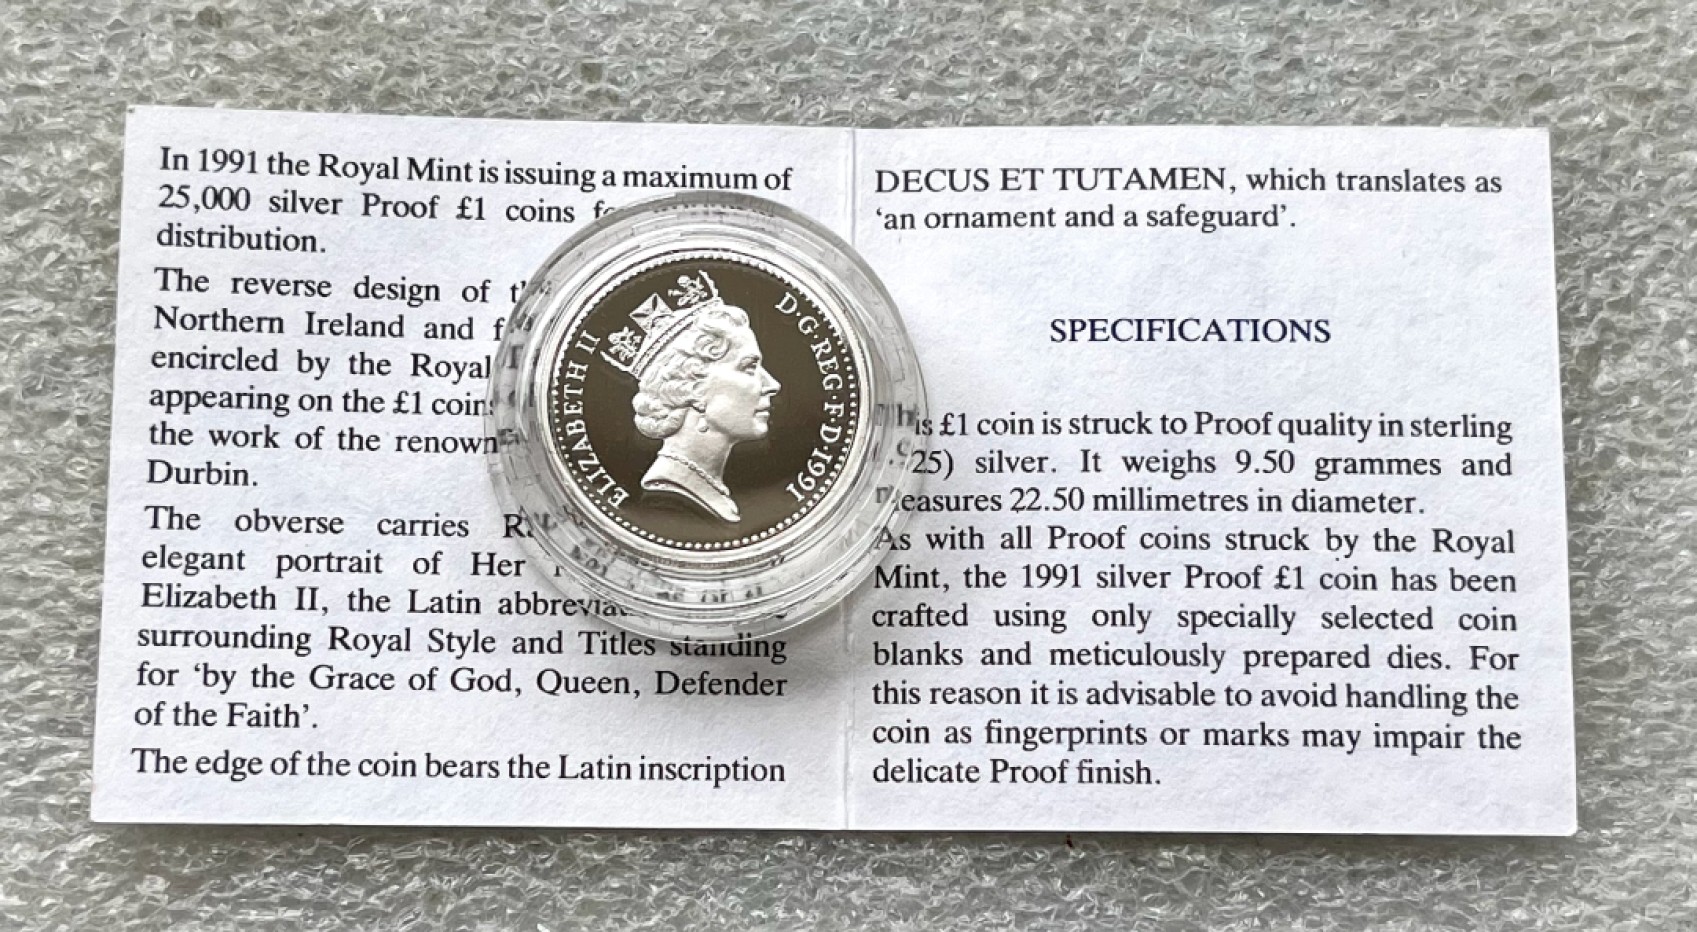 In 1991 the Royal Mint is issuing a maximum of
25,000 silver Proof £1 coins
distribution.
The reverse design of
Northern Ireland and
encircled by the Royal
appearing on the £1 coin
the work of the renown
Durbin.
The obverse carries
elegant portrait of Her
Elizabeth II, the Latin
surrounding Royal Style and Titles standing
for ‘by the Grace of God, Queen, Defender
of the Faith’.
The edge of the coin bears the Latin inscription
ELIZABETH II
D·G·REG·F·D·1991
DECUS ET TUTAMEN, which translates as
‘an ornament and a safeguard’.
SPECIFICATIONS
This £1 coin is struck to Proof quality in sterling
(.925) silver. It weighs 9.50 grammes and
measures 22.50 millimetres in diameter.
As with all Proof coins struck by the Royal
Mint, the 1991 silver Proof £1 coin has been
crafted using only specially selected coin
blanks and meticulously prepared dies. For
this reason it is advisable to avoid handling the
coin as fingerprints or marks may impair the
delicate Proof finish.